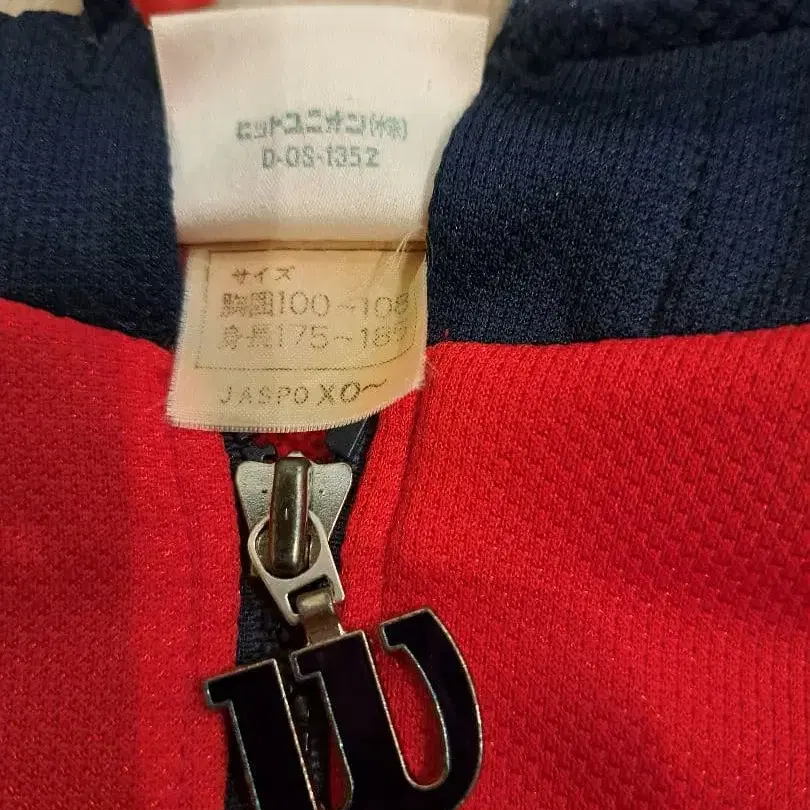 ヒットユニオン(株)
D-OS-1352
サイズ
胸囲100~108
身長175~185
JASPO XO~
W